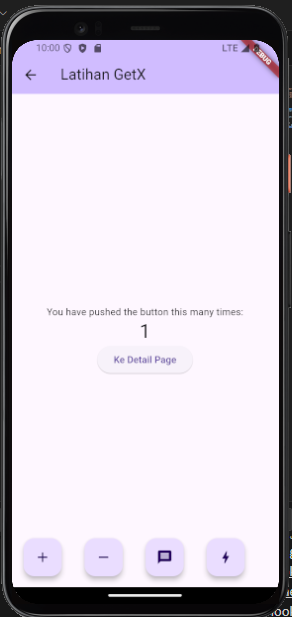 10:00
LTE
DEBUG
Latihan GetX
You have pushed the button this many times:
1
Ke Detail Page